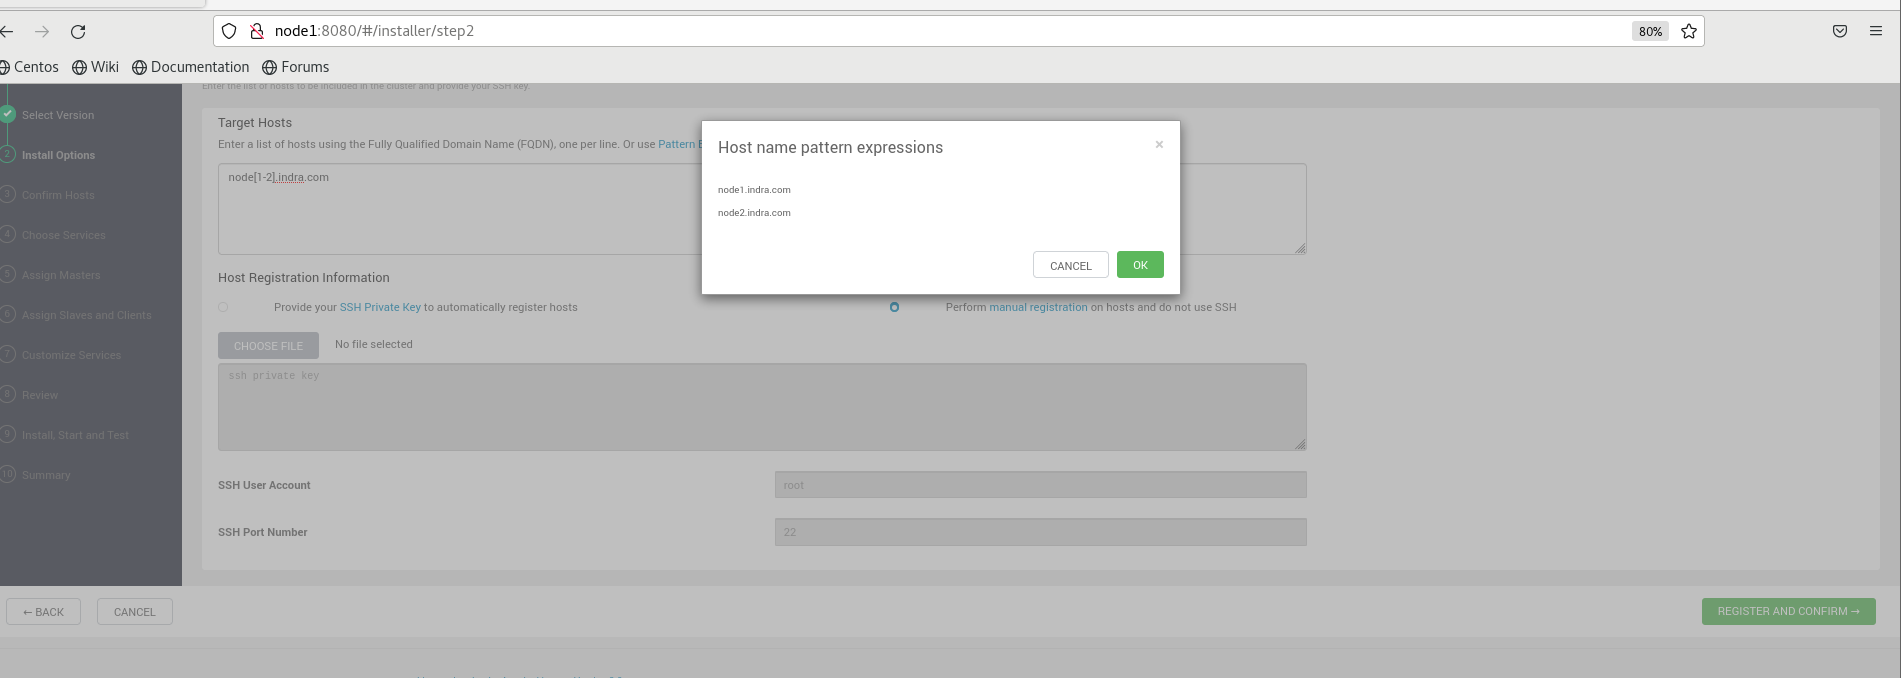 node1:8080/#/installer/step2
80%
Centos Wiki Documentation Forums
Enter the list of hosts to be included in the cluster and provide your SSH key.
Select Version
2 Install Options
3 Confirm Hosts
4 Choose Services
5 Assign Masters
6 Assign Slaves and Clients
7 Customize Services
8 Review
9 Install, Start and Test
10 Summary
Target Hosts
Enter a list of hosts using the Fully Qualified Domain Name (FQDN), one per line. Or use Pattern E
node[1-2].indra.com
Host name pattern expressions ×
node1.indra.com
node2.indra.com
CANCEL OK
Host Registration Information
Provide your SSH Private Key to automatically register hosts
Perform manual registration on hosts and do not use SSH
CHOOSE FILE No file selected
ssh private key
SSH User Account root
SSH Port Number 22
← BACK CANCEL REGISTER AND CONFIRM →